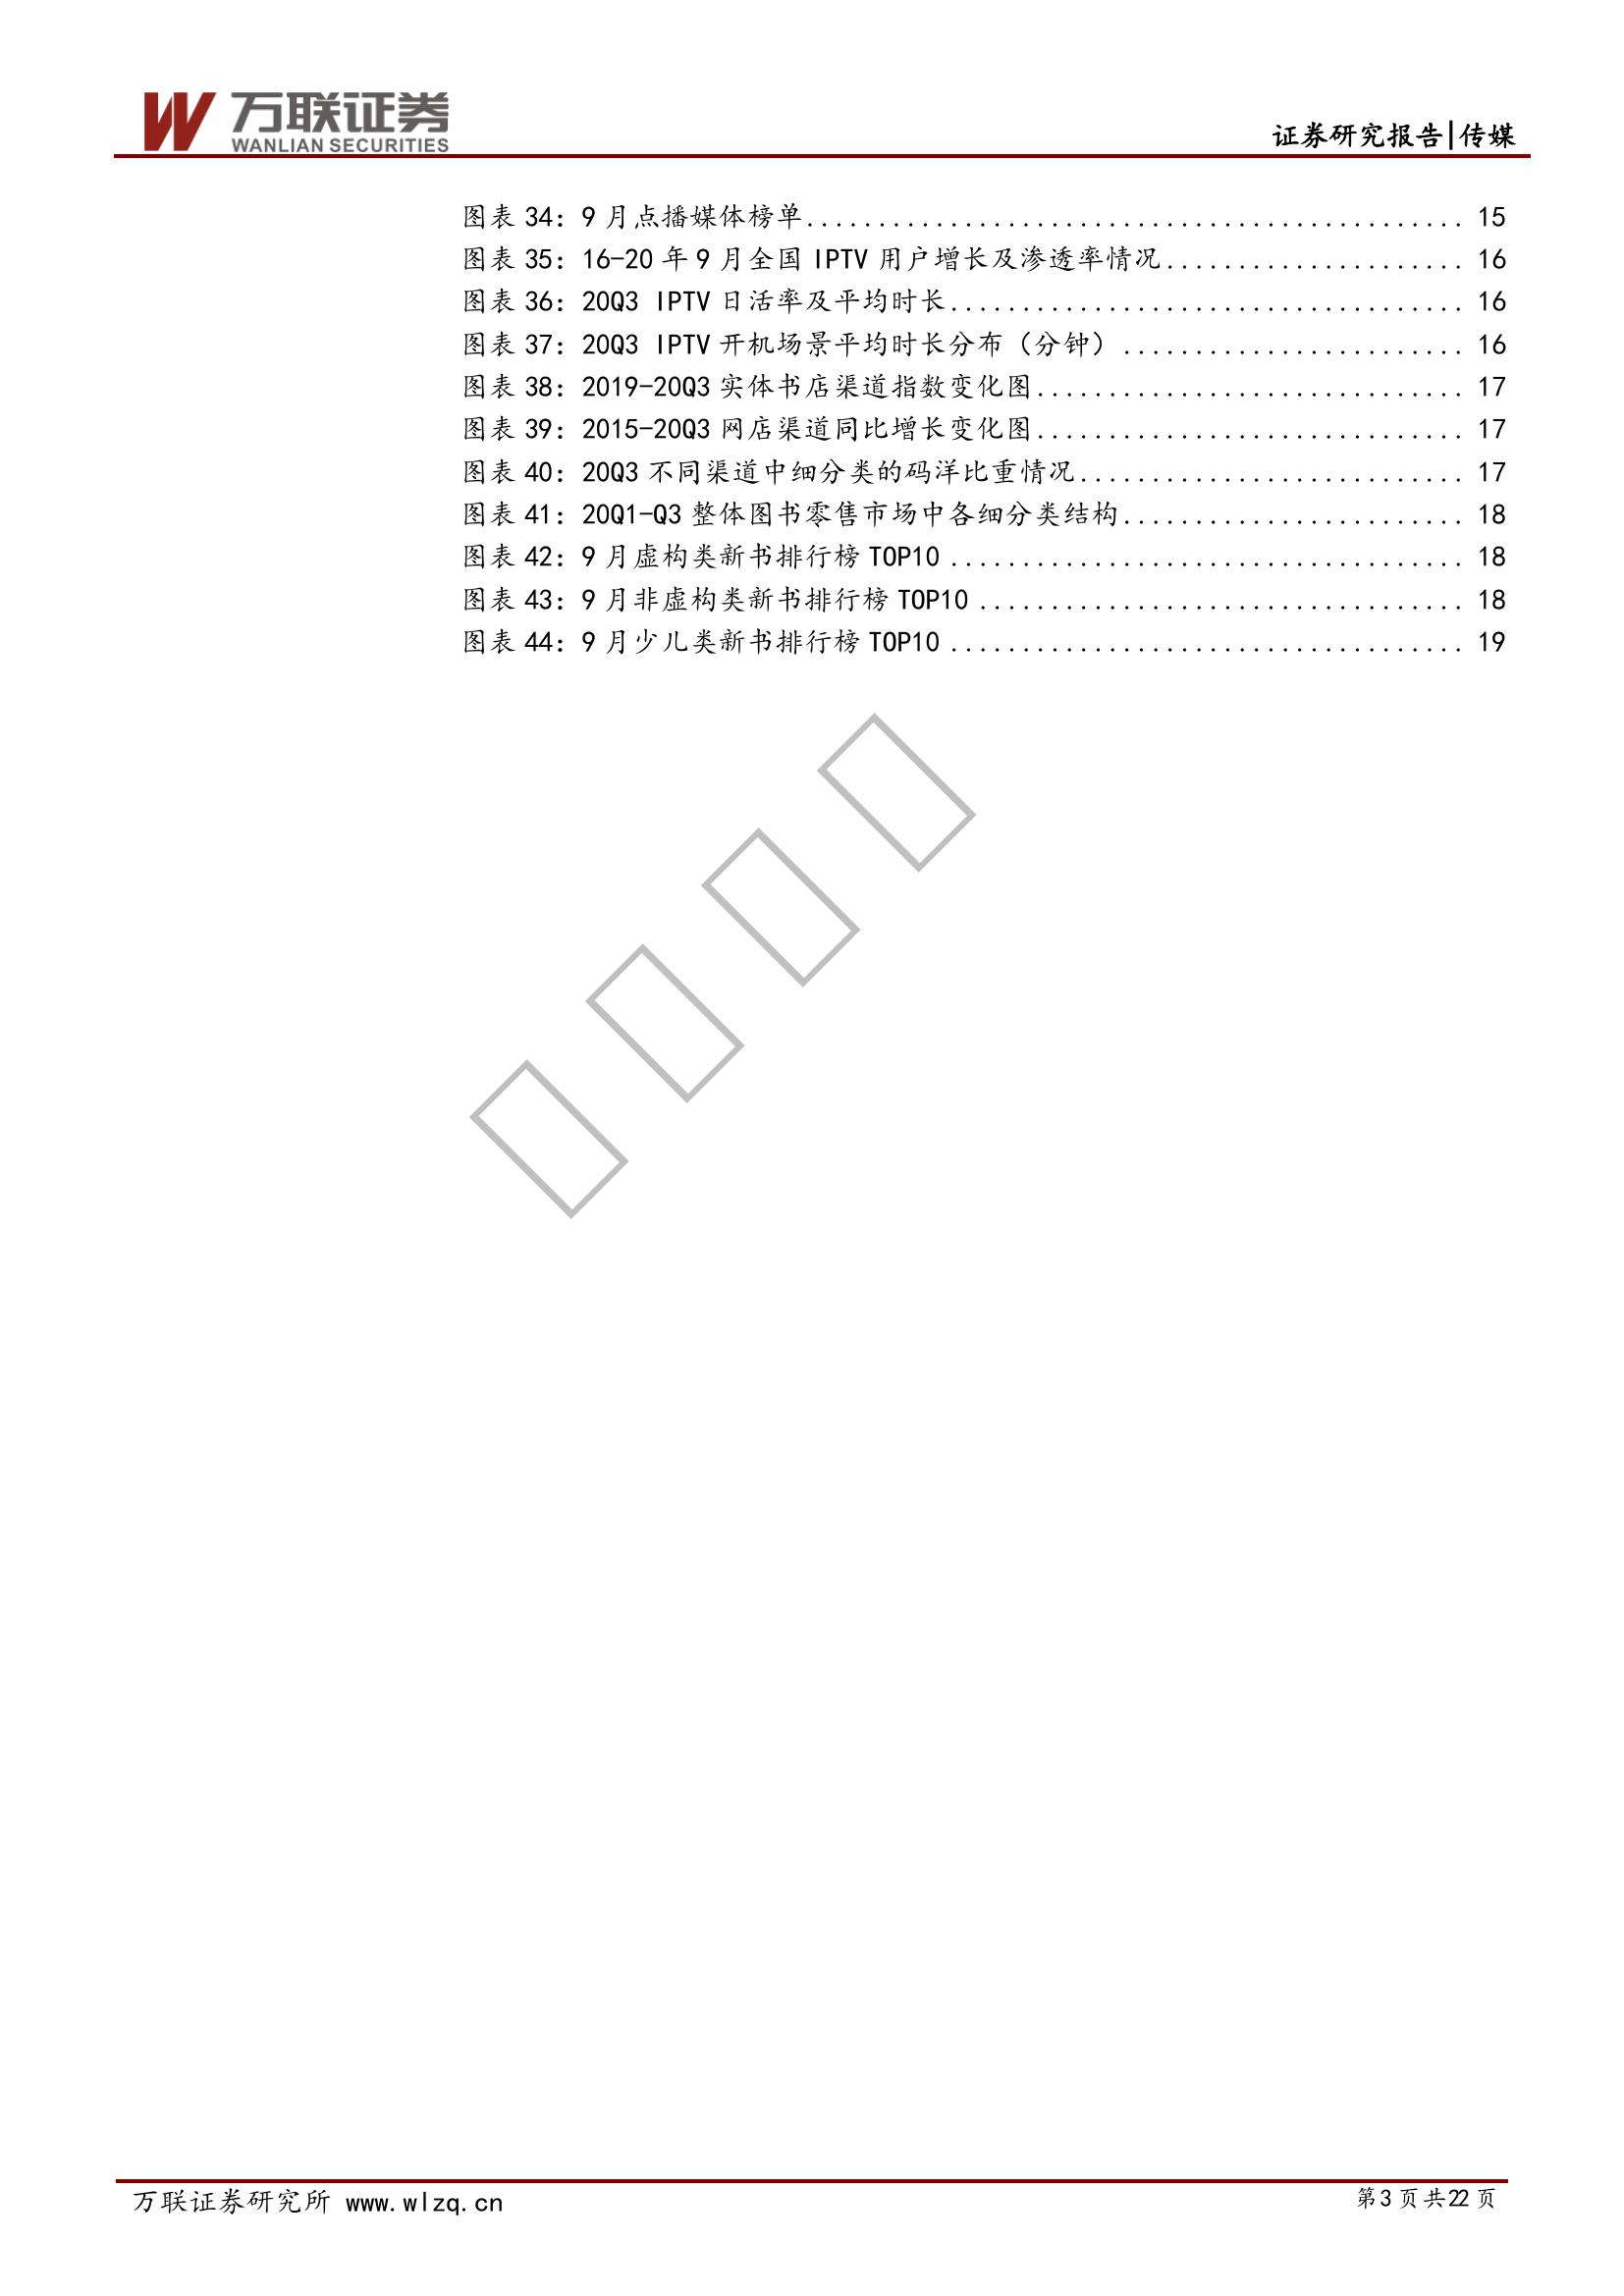 万联证券
WANLIAN SECURITIES
证券研究报告|传媒
图表 34：9 月点播媒体榜单.............................................. 15
图表 35：16-20 年 9 月全国 IPTV 用户增长及渗透率情况..................... 16
图表 36：20Q3 IPTV 日活率及平均时长.................................... 16
图表 37：20Q3 IPTV 开机场景平均时长分布（分钟）........................ 16
图表 38：2019-20Q3 实体书店渠道指数变化图.............................. 17
图表 39：2015-20Q3 网店渠道同比增长变化图.............................. 17
图表 40：20Q3 不同渠道中细分类的码洋比重情况........................... 17
图表 41：20Q1-Q3 整体图书零售市场中各细分类结构........................ 18
图表 42：9 月虚构类新书排行榜 TOP10 .................................... 18
图表 43：9 月非虚构类新书排行榜 TOP10 .................................. 18
图表 44：9 月少儿类新书排行榜 TOP10 .................................... 19
万联证券研究所 www.wlzq.cn
第3页共22页